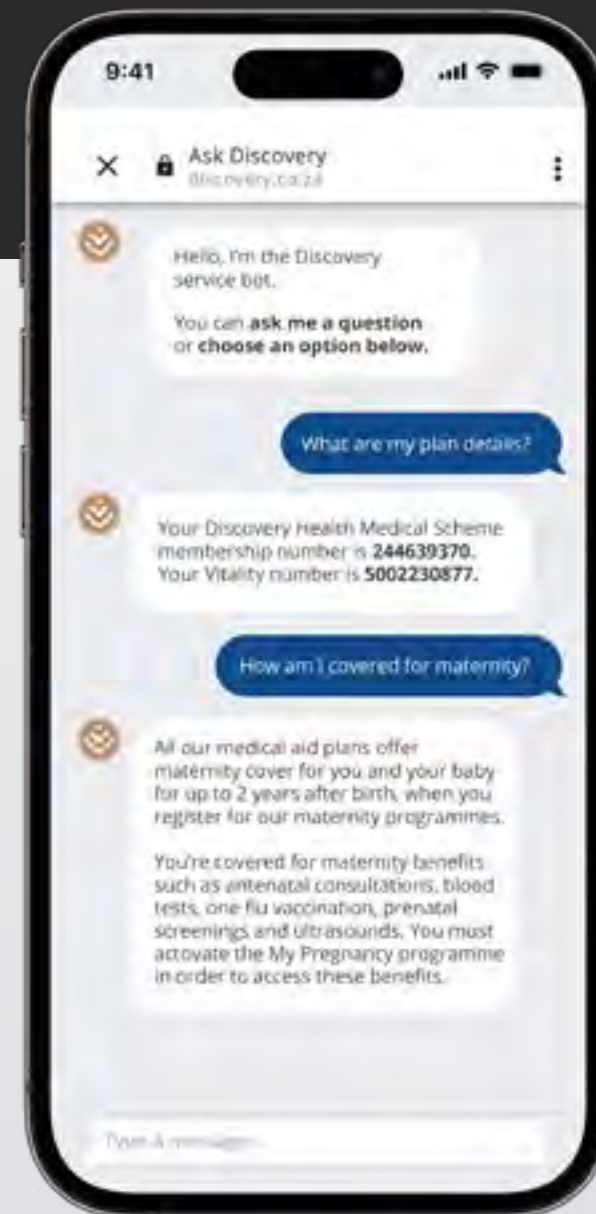 9:41
Ask Discovery
discovery.co.za
Hello, I'm the Discovery
service bot.
You can ask me a question
or choose an option below.
What are my plan details?
Your Discovery Health Medical Scheme
membership number is 244639370.
Your Vitality number is 5002230877.
How am I covered for maternity?
All our medical aid plans offer
maternity cover for you and your baby
for up to 2 years after birth, when you
register for our maternity programmes.
You're covered for maternity benefits
such as antenatal consultations, blood
tests, one flu vaccination, prenatal
screenings and ultrasounds. You must
actovate the My Pregnancy programme
in order to access these benefits.
Type A message